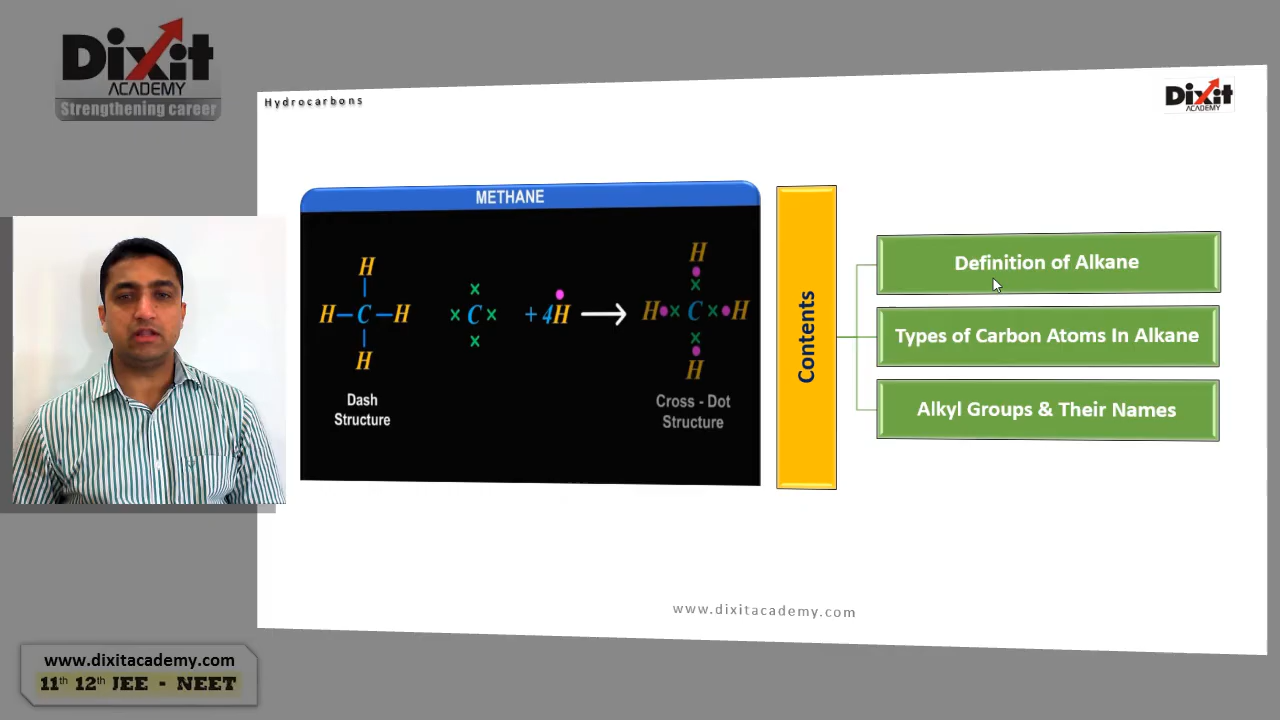 Dixit
ACADEMY
Strengthening career
Hydrocarbons
Dixit
ACADEMY
METHANE
H
H – C – H
H
Dash
Structure
x
x C x + 4H
x
H
x
H x C x H
x
H
Cross - Dot
Structure
Contents
Definition of Alkane
Types of Carbon Atoms In Alkane
Alkyl Groups & Their Names
www.dixitacademy.com
www.dixitacademy.com
11th 12th JEE - NEET